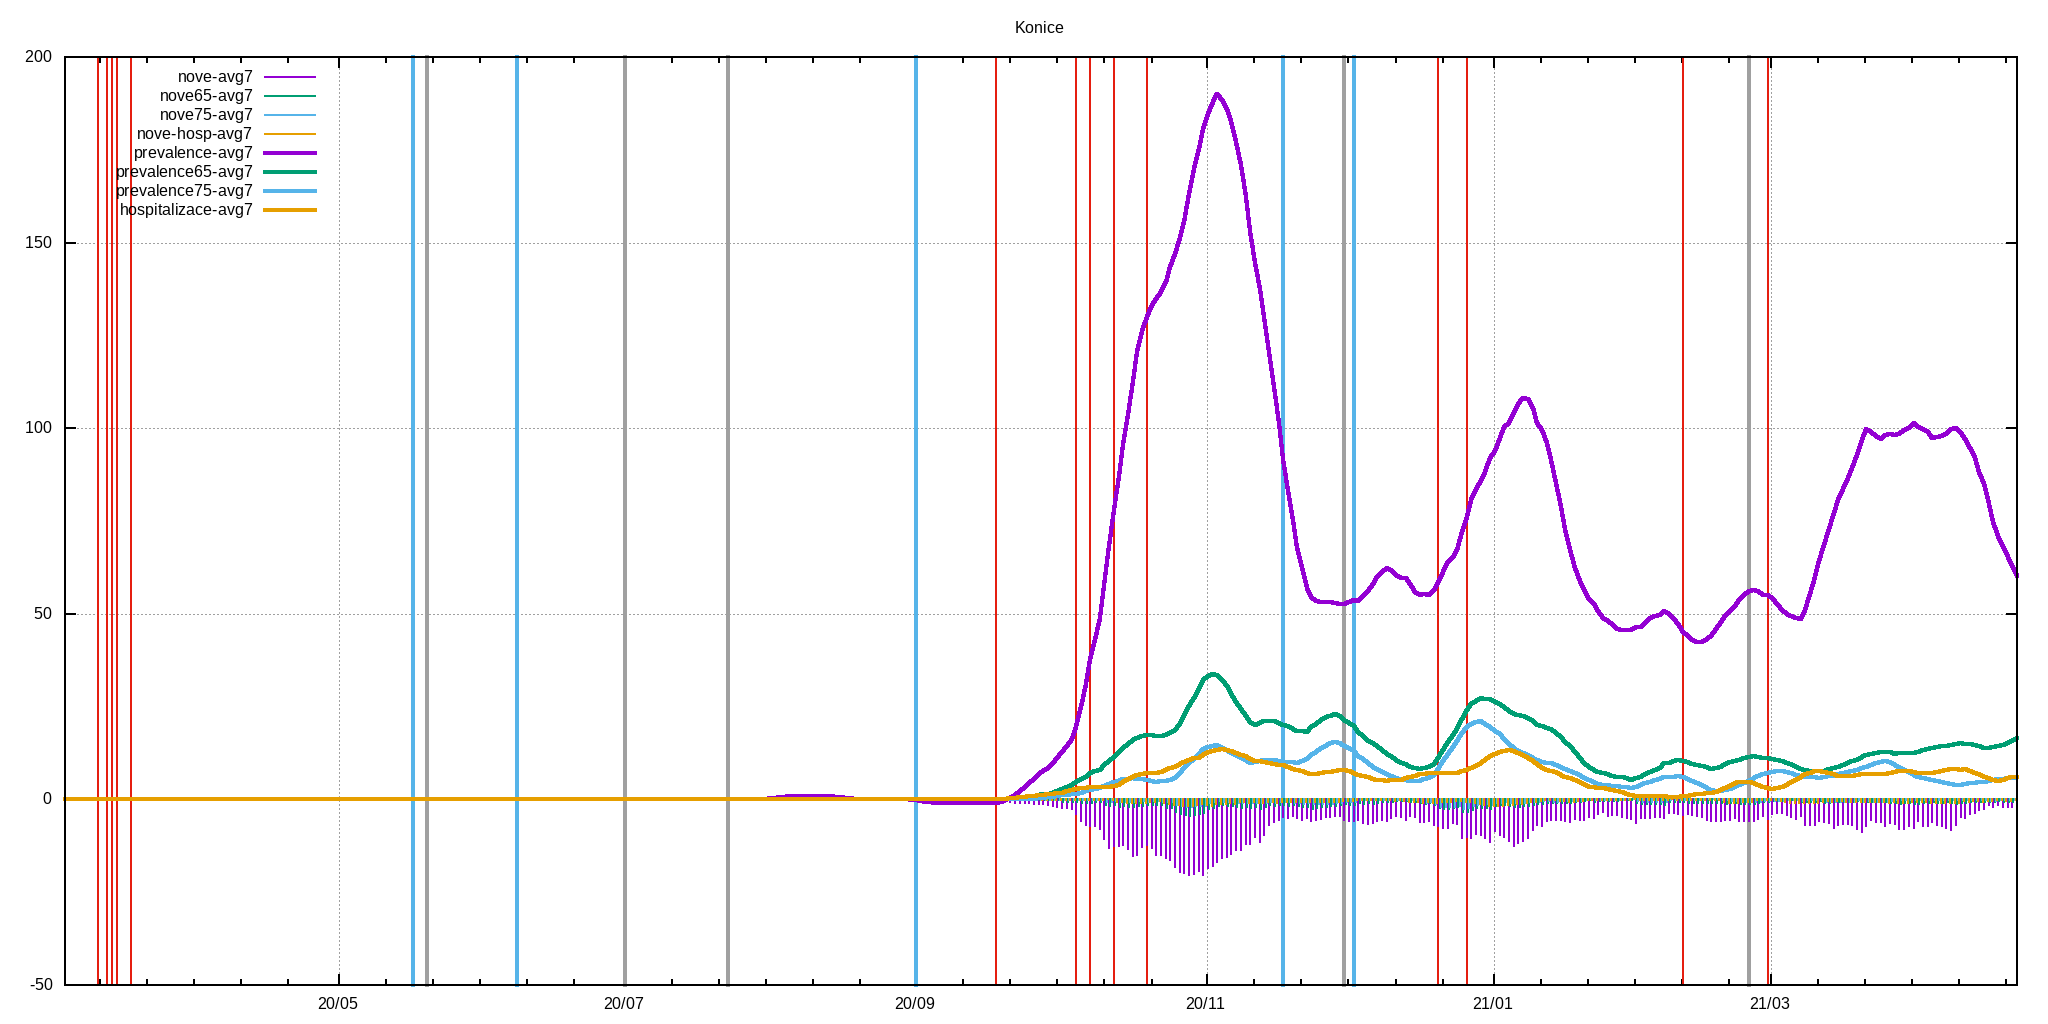 Konice
200
150
100
50
0
-50
nove-avg7
nove65-avg7
nove75-avg7
nove-hosp-avg7
prevalence-avg7
prevalence65-avg7
prevalence75-avg7
hospitalizace-avg7
20/05 20/07 20/09 20/11 21/01 21/03